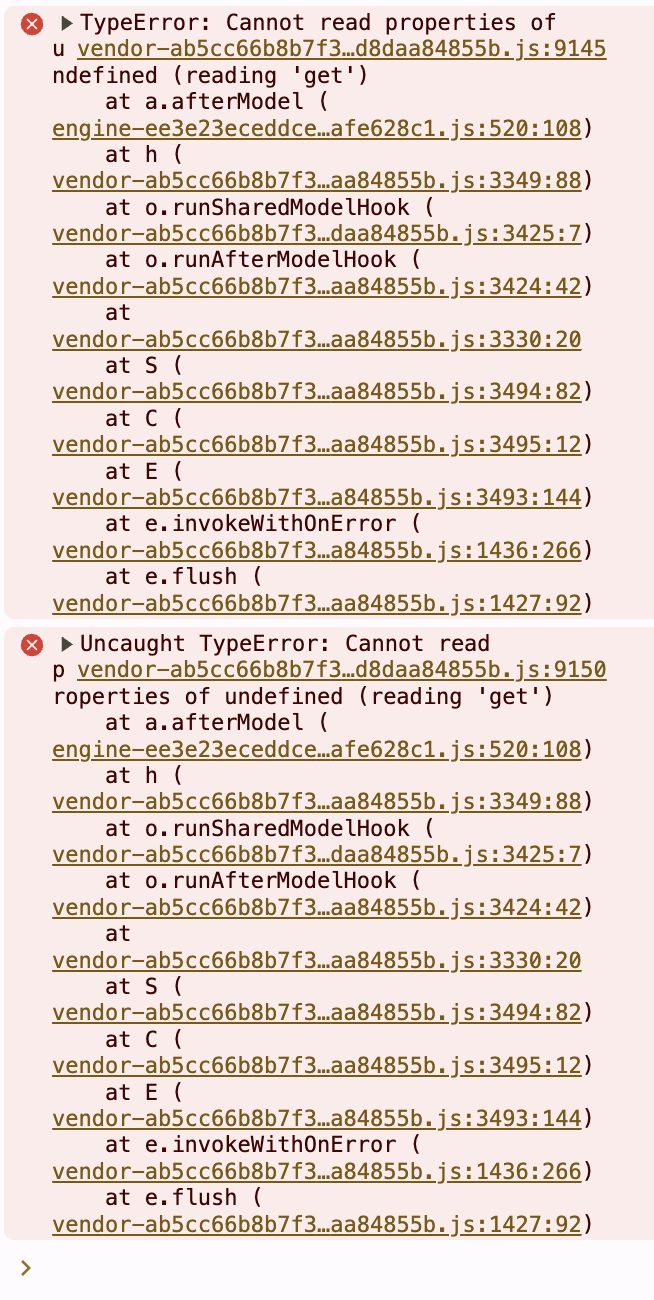 ▶TypeError: Cannot read properties of
u vendor-ab5cc66b8b7f3…d8daa84855b.js:9145
ndefined (reading 'get')
at a.afterModel (
engine-ee3e23eceddce…afe628c1.js:520:108)
at h (
vendor-ab5cc66b8b7f3…aa84855b.js:3349:88)
at o.runSharedModelHook (
vendor-ab5cc66b8b7f3…daa84855b.js:3425:7)
at o.runAfterModelHook (
vendor-ab5cc66b8b7f3…aa84855b.js:3424:42)
at
vendor-ab5cc66b8b7f3…aa84855b.js:3330:20
at S (
vendor-ab5cc66b8b7f3…aa84855b.js:3494:82)
at C (
vendor-ab5cc66b8b7f3…aa84855b.js:3495:12)
at E (
vendor-ab5cc66b8b7f3…a84855b.js:3493:144)
at e.invokeWithOnError (
vendor-ab5cc66b8b7f3…a84855b.js:1436:266)
at e.flush (
vendor-ab5cc66b8b7f3…aa84855b.js:1427:92)
▶Uncaught TypeError: Cannot read
p vendor-ab5cc66b8b7f3…d8daa84855b.js:9150
roperties of undefined (reading 'get')
at a.afterModel (
engine-ee3e23eceddce…afe628c1.js:520:108)
at h (
vendor-ab5cc66b8b7f3…aa84855b.js:3349:88)
at o.runSharedModelHook (
vendor-ab5cc66b8b7f3…daa84855b.js:3425:7)
at o.runAfterModelHook (
vendor-ab5cc66b8b7f3…aa84855b.js:3424:42)
at
vendor-ab5cc66b8b7f3…aa84855b.js:3330:20
at S (
vendor-ab5cc66b8b7f3…aa84855b.js:3494:82)
at C (
vendor-ab5cc66b8b7f3…aa84855b.js:3495:12)
at E (
vendor-ab5cc66b8b7f3…a84855b.js:3493:144)
at e.invokeWithOnError (
vendor-ab5cc66b8b7f3…a84855b.js:1436:266)
at e.flush (
vendor-ab5cc66b8b7f3…aa84855b.js:1427:92)